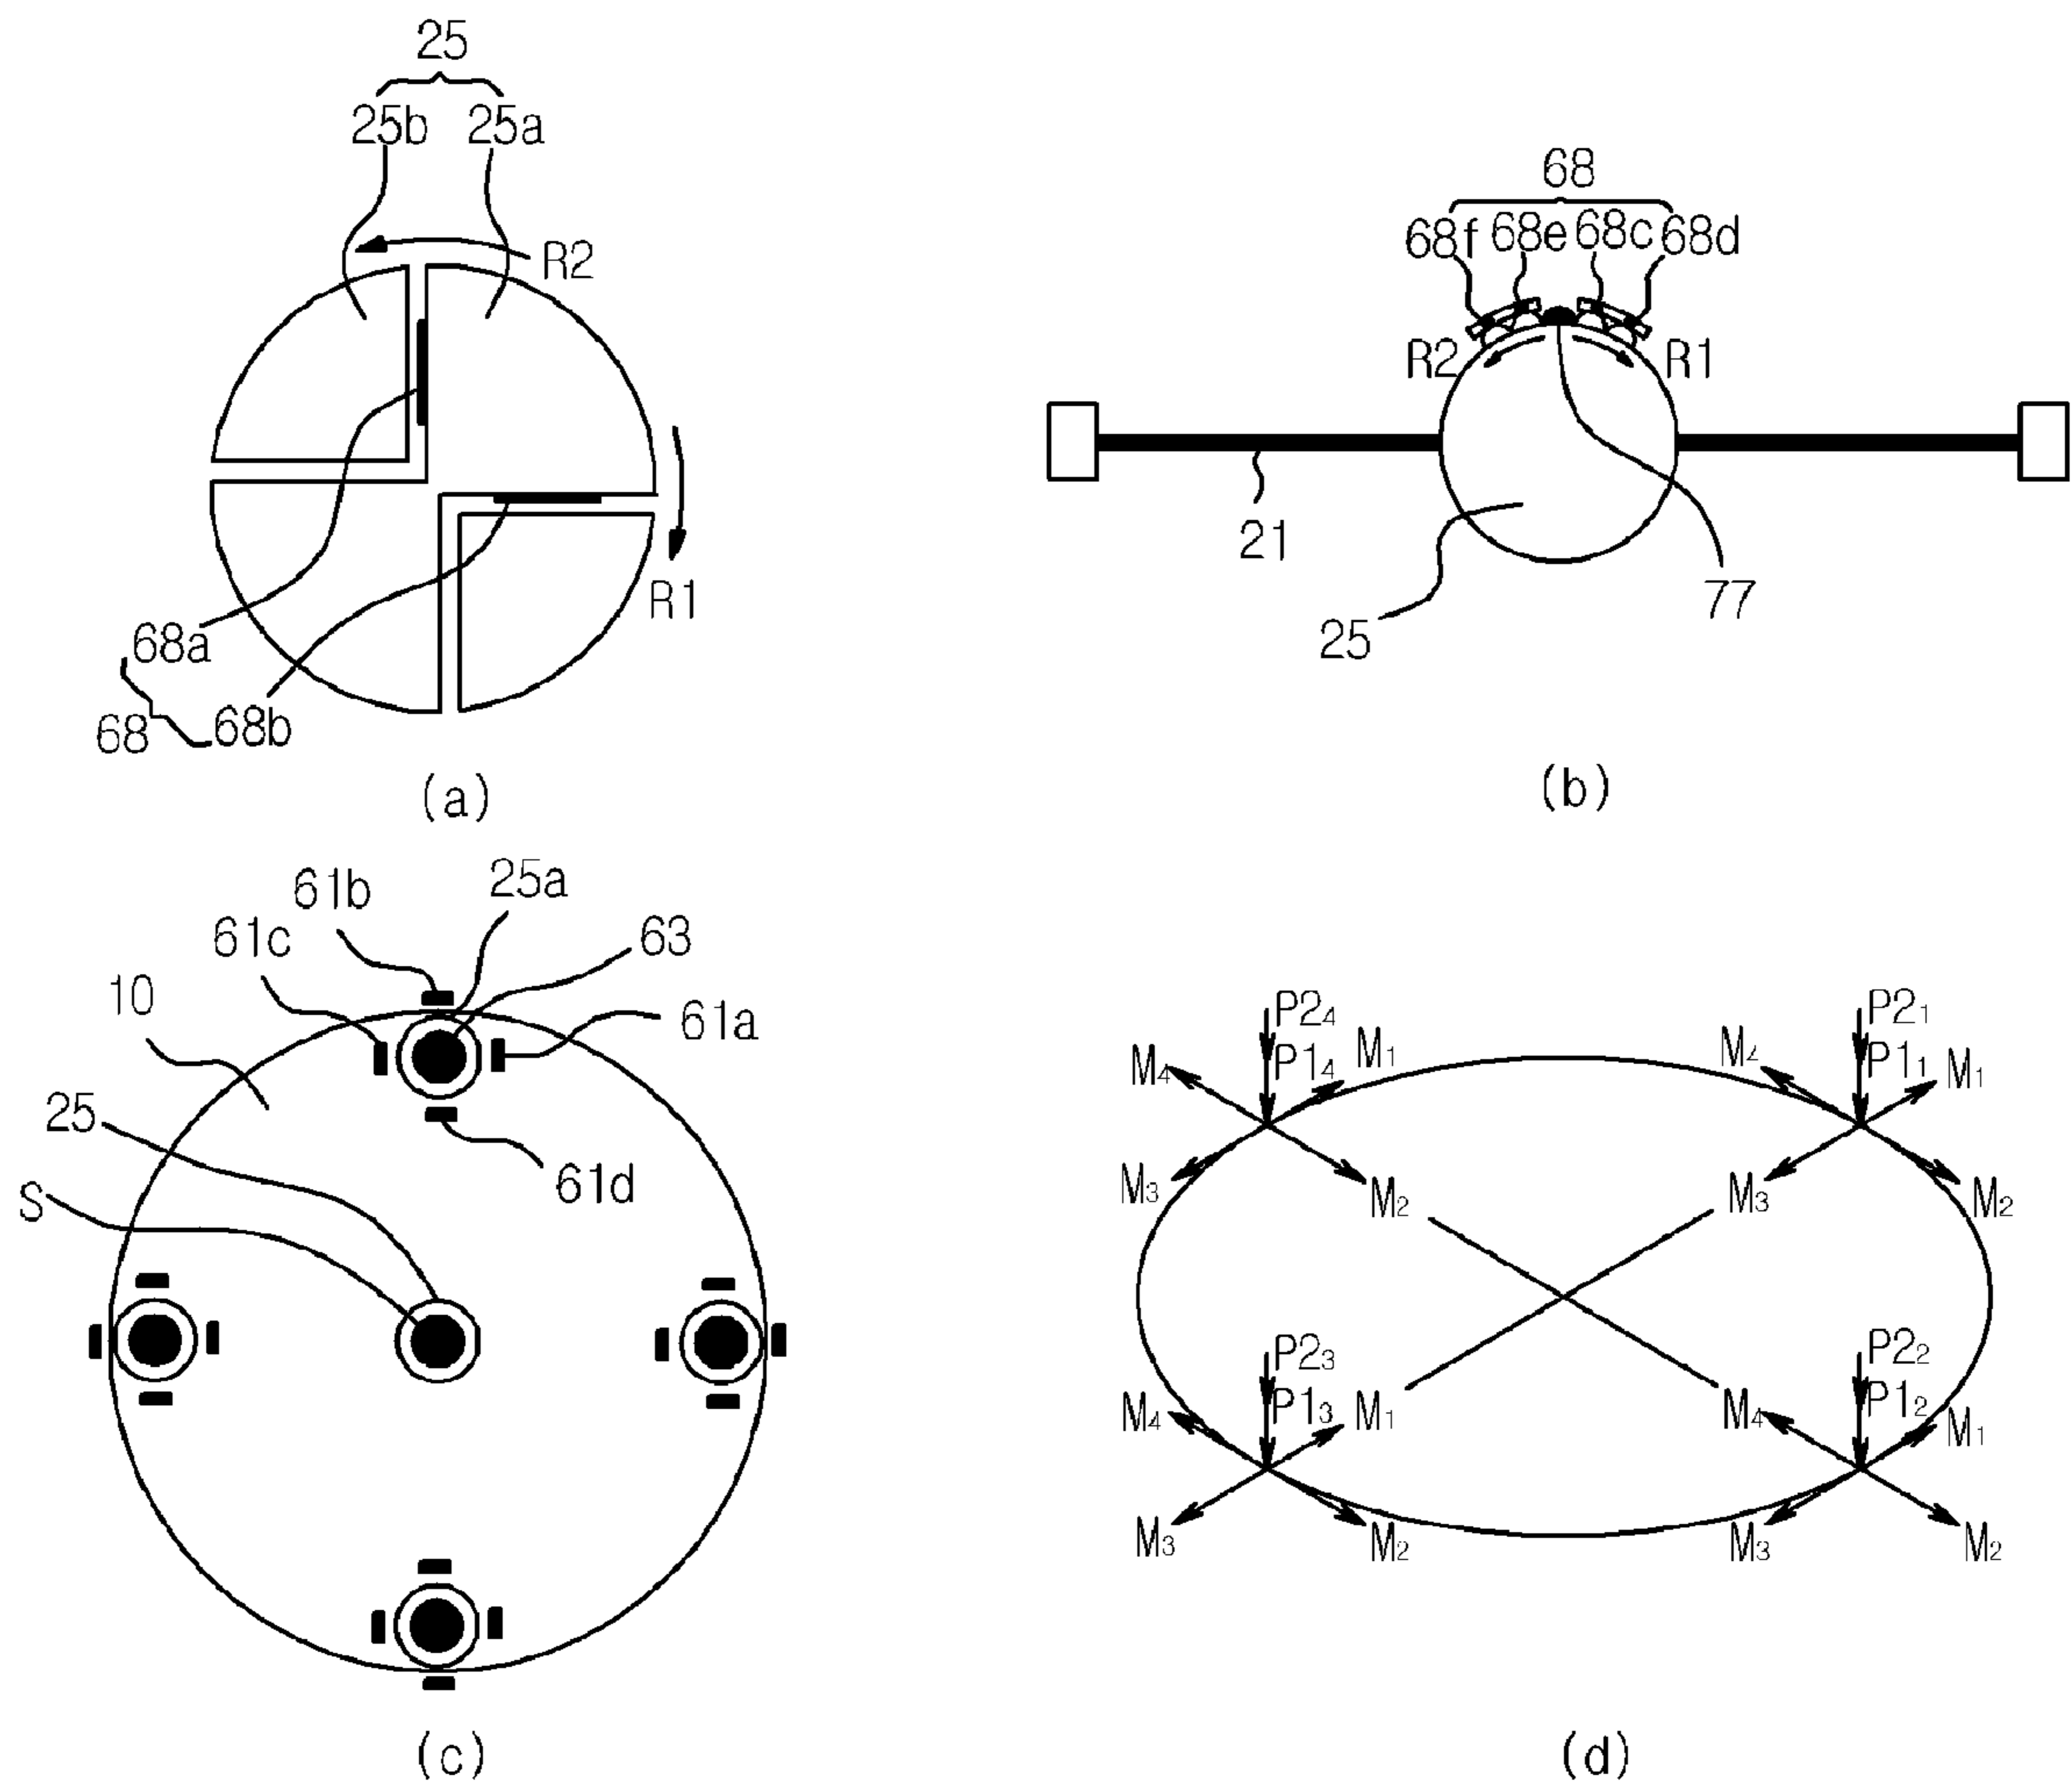 25
25b 25a
R2
R1
68a
68 68b
(a)
68
68f 68e 68c 68d
R2 R1
21
25
77
(b)
61b 25a
61c 63
10 61a
25
S 61d
(c)
P2₄ P2₁
M₄ P1₄ M₁ M₄ P1₁ M₁
M₃ M₂ M₃ M₂
P2₃ P2₂
M₄ P1₃ M₁ M₄ P1₂ M₁
M₃ M₂ M₃ M₂
(d)